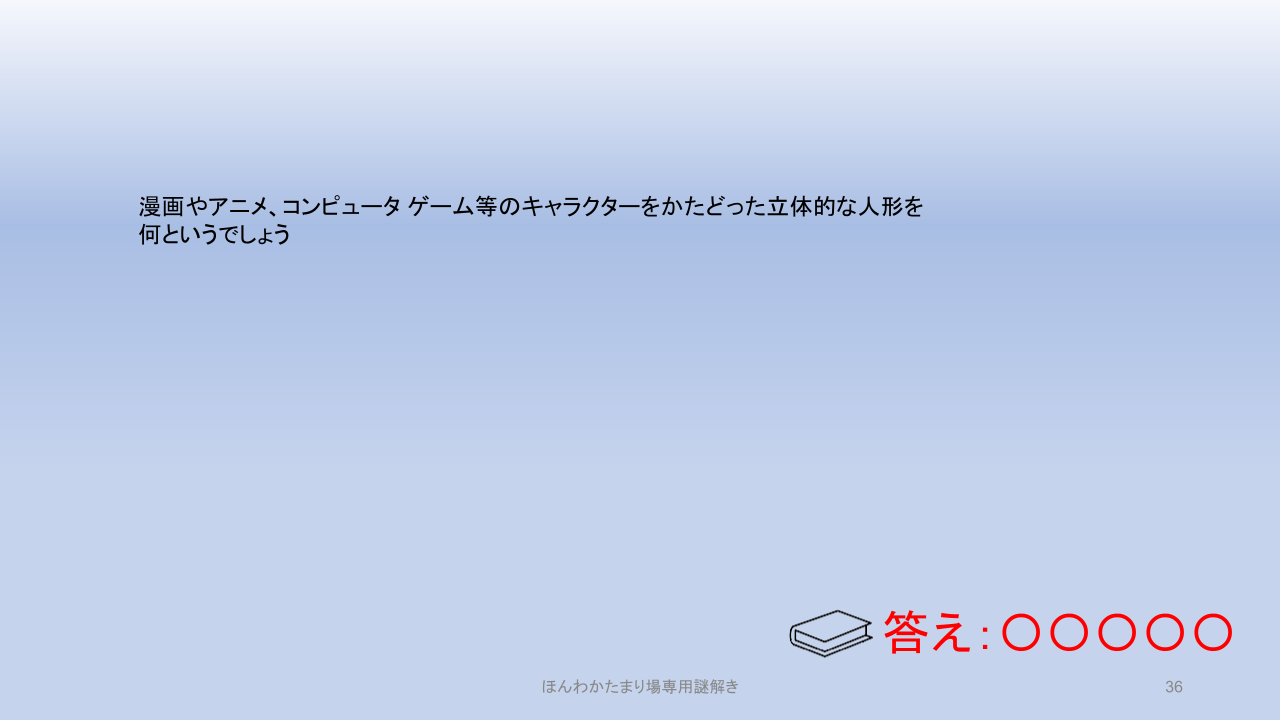 漫画やアニメ、コンピュータ ゲーム等のキャラクターをかたどった立体的な人形を
何というでしょう
答え：〇〇〇〇〇
ほんわかたまり場専用謎解き
36